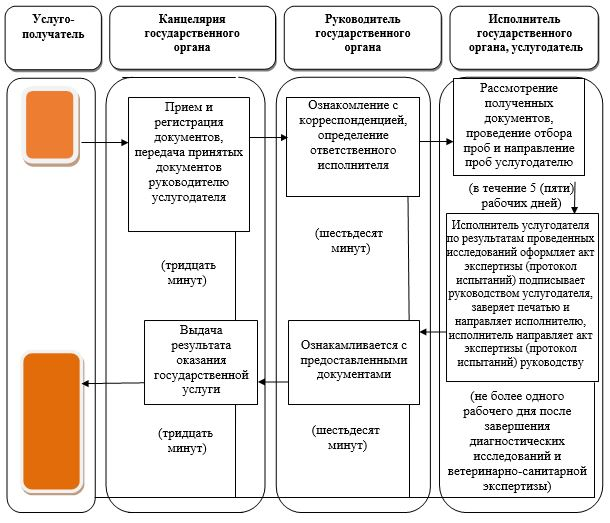 Услуго-
получатель
Канцелярия
государственного
органа
Руководитель
государственного
органа
Исполнитель
государственного
органа, услугодатель
Прием и
регистрация
документов,
передача принятых
документов
руководителю
услугодателя
(тридцать
минут)
Ознакомление с
корреспонденцией,
определение
ответственного
исполнителя
(шестьдесят
минут)
Рассмотрение
полученных
документов,
проведение отбора
проб и направление
проб услугодателю
(в течение 5 (пяти)
рабочих дней)
Исполнитель услугодателя
по результатам проведенных
исследований оформляет акт
экспертизы (протокол
испытаний) подписывает
руководством услугодателя,
заверяет печатью и
направляет исполнителю,
исполнитель направляет акт
экспертизы (протокол
испытаний) руководству
(не более одного
рабочего дня после
завершения
диагностических
исследований и
ветеринарно-санитарной
экспертизы)
Ознакамливается с
предоставленными
документами
(шестьдесят
минут)
Выдача
результата
оказания
государственной
услуги
(тридцать
минут)